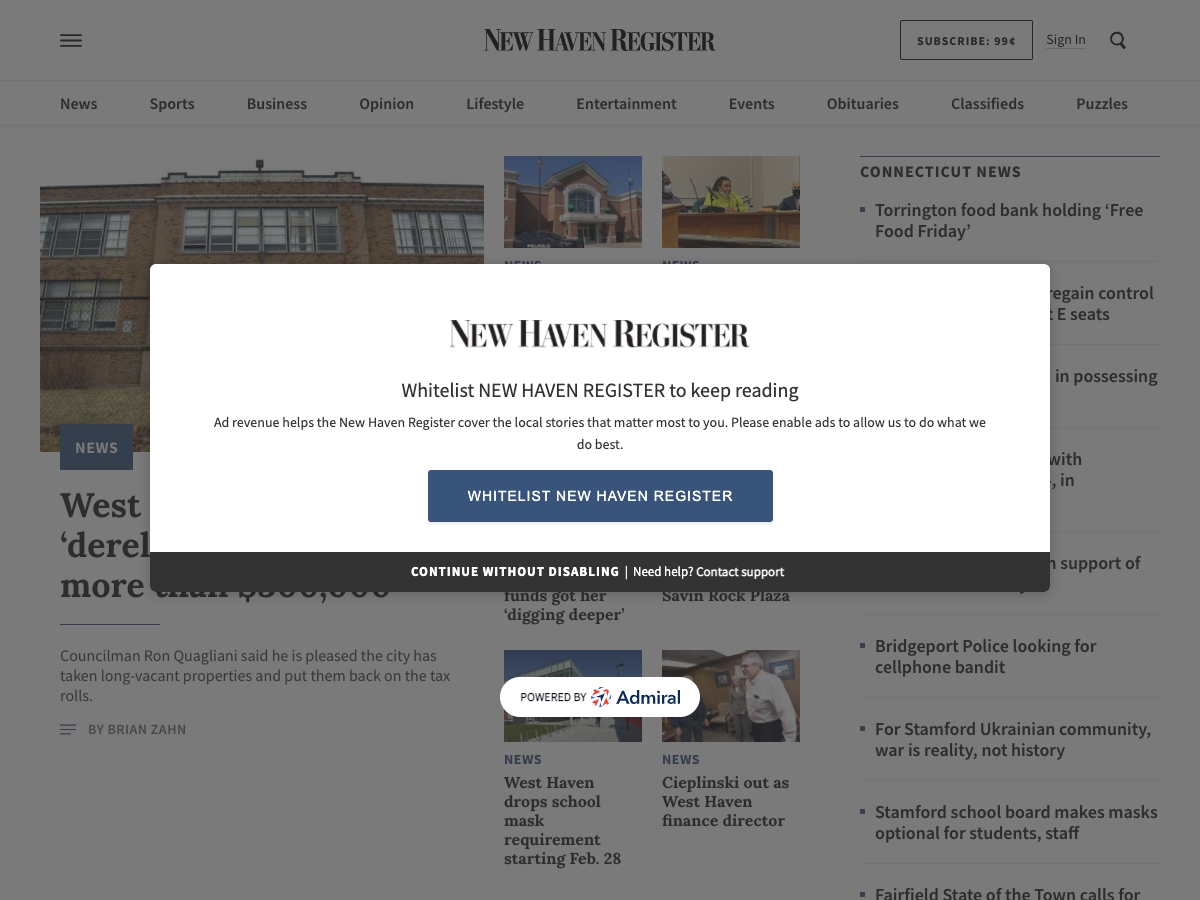 NEW HAVEN REGISTER
SUBSCRIBE: 99¢
Sign In
News
Sports
Business
Opinion
Lifestyle
Entertainment
Events
Obituaries
Classifieds
Puzzles
NEWS
West
‘derel
more than $500,000
Councilman Ron Quagliani said he is pleased the city has
taken long-vacant properties and put them back on the tax
rolls.
BY BRIAN ZAHN
NEWS
NEWS
funds got her
‘digging deeper’
Savin Rock Plaza
NEWS
West Haven
drops school
mask
requirement
starting Feb. 28
NEWS
Cieplinski out as
West Haven
finance director
CONNECTICUT NEWS
Torrington food bank holding ‘Free
Food Friday’
regain control
t E seats
in possessing
with
, in
n support of
Bridgeport Police looking for
cellphone bandit
For Stamford Ukrainian community,
war is reality, not history
Stamford school board makes masks
optional for students, staff
Fairfield State of the Town calls for
NEW HAVEN REGISTER
Whitelist NEW HAVEN REGISTER to keep reading
Ad revenue helps the New Haven Register cover the local stories that matter most to you. Please enable ads to allow us to do what we
do best.
WHITELIST NEW HAVEN REGISTER
CONTINUE WITHOUT DISABLING | Need help? Contact support
POWERED BY Admiral